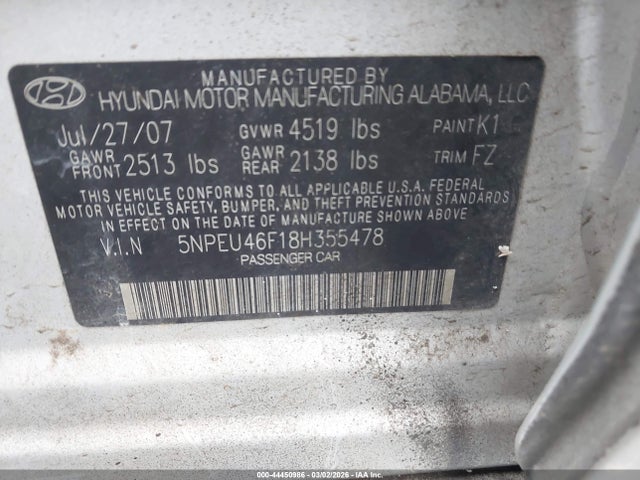 MANUFACTURED BY
HYUNDAI MOTOR MANUFACTURING ALABAMA, LLC
Jul/27/07 GVWR 4519 lbs PAINT K1
GAWR FRONT 2513 lbs GAWR REAR 2138 lbs TRIM FZ
THIS VEHICLE CONFORMS TO ALL APPLICABLE U.S.A. FEDERAL
MOTOR VEHICLE SAFETY, BUMPER, AND THEFT PREVENTION STANDARDS
IN EFFECT ON THE DATE OF MANUFACTURE SHOWN ABOVE.
V.I.N 5NPEU46F18H355478
PASSENGER CAR
000-44450986 - 03/02/2026 - IAA Inc.